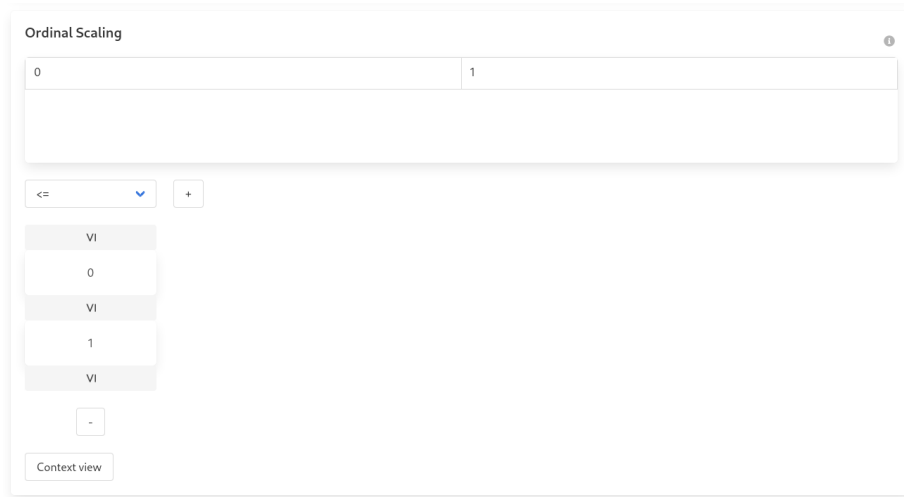 Ordinal Scaling
0 1
<= +
VI
0
VI
1
VI
-
Context view